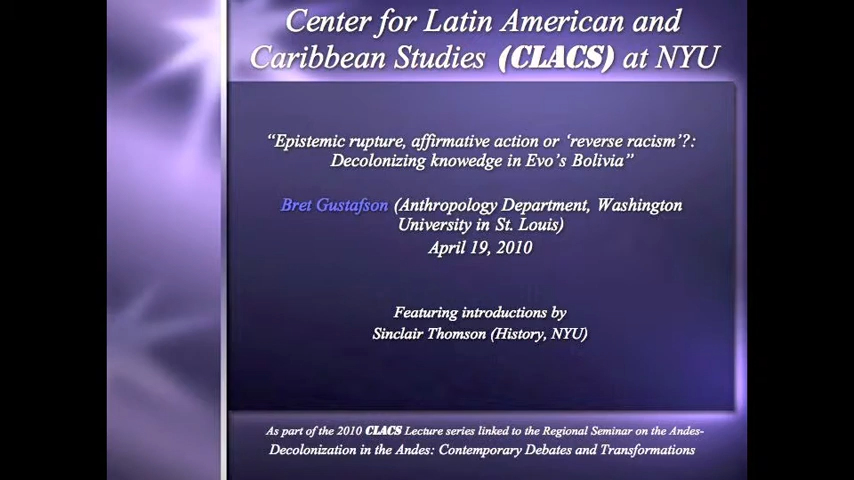 Center for Latin American and
Caribbean Studies (CLACS) at NYU
“Epistemic rupture, affirmative action or ‘reverse racism’?:
Decolonizing knowedge in Evo’s Bolivia”
Bret Gustafson (Anthropology Department, Washington
University in St. Louis)
April 19, 2010
Featuring introductions by
Sinclair Thomson (History, NYU)
As part of the 2010 CLACS Lecture series linked to the Regional Seminar on the Andes-
Decolonization in the Andes: Contemporary Debates and Transformations